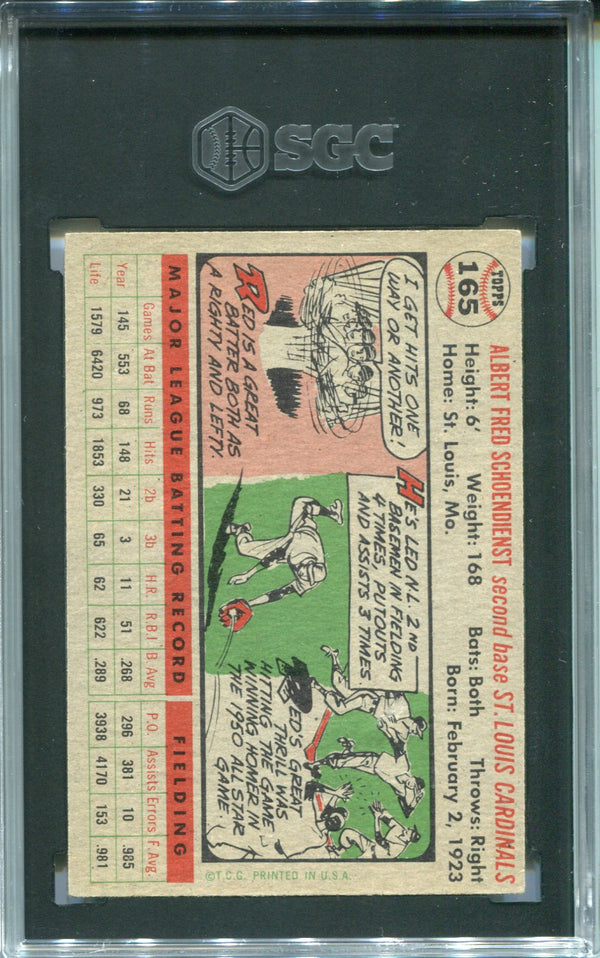 SGC
TOPPS
165
ALBERT FRED SCHOENDIENST second base ST. LOUIS CARDINALS
Height: 6' Weight: 168 Bats: Both Throws: Right
Home: St. Louis, Mo. Born: February 2, 1923
I GET HITS ONE
WAY OR ANOTHER!
RED IS A GREAT
BATTER BOTH AS
A RIGHTY AND LEFTY.
HE'S LED N.L. 2ND
BASEMEN IN FIELDING
4 TIMES, PUTOUTS
AND ASSISTS 3 TIMES
RED'S GREAT
THRILL WAS
HITTING THE GAME
WINNING HOMER IN
THE 1950 ALL STAR
GAME.
©T.C.G. PRINTED IN U.S.A.
MAJOR LEAGUE BATTING RECORD FIELDING
Games At Bat Runs Hits 2b 3b H.R. R.B.I B. Avg. P.O. Assists Errors F. Avg.
Year 145 553 68 148 21 3 11 51 .268 296 381 10 .985
Life 1579 6420 973 1853 330 65 62 622 .289 3938 4170 153 .981